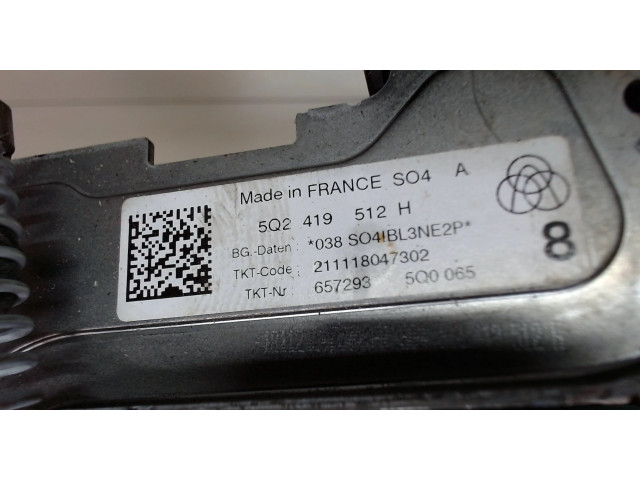 Made in FRANCE SO4 A
5Q2 419 512 H
BG.-Daten : *038 SO4IBL3NE2P*
TKT-Code : 211118047302
TKT-Nr : 657293 5Q0 065
8